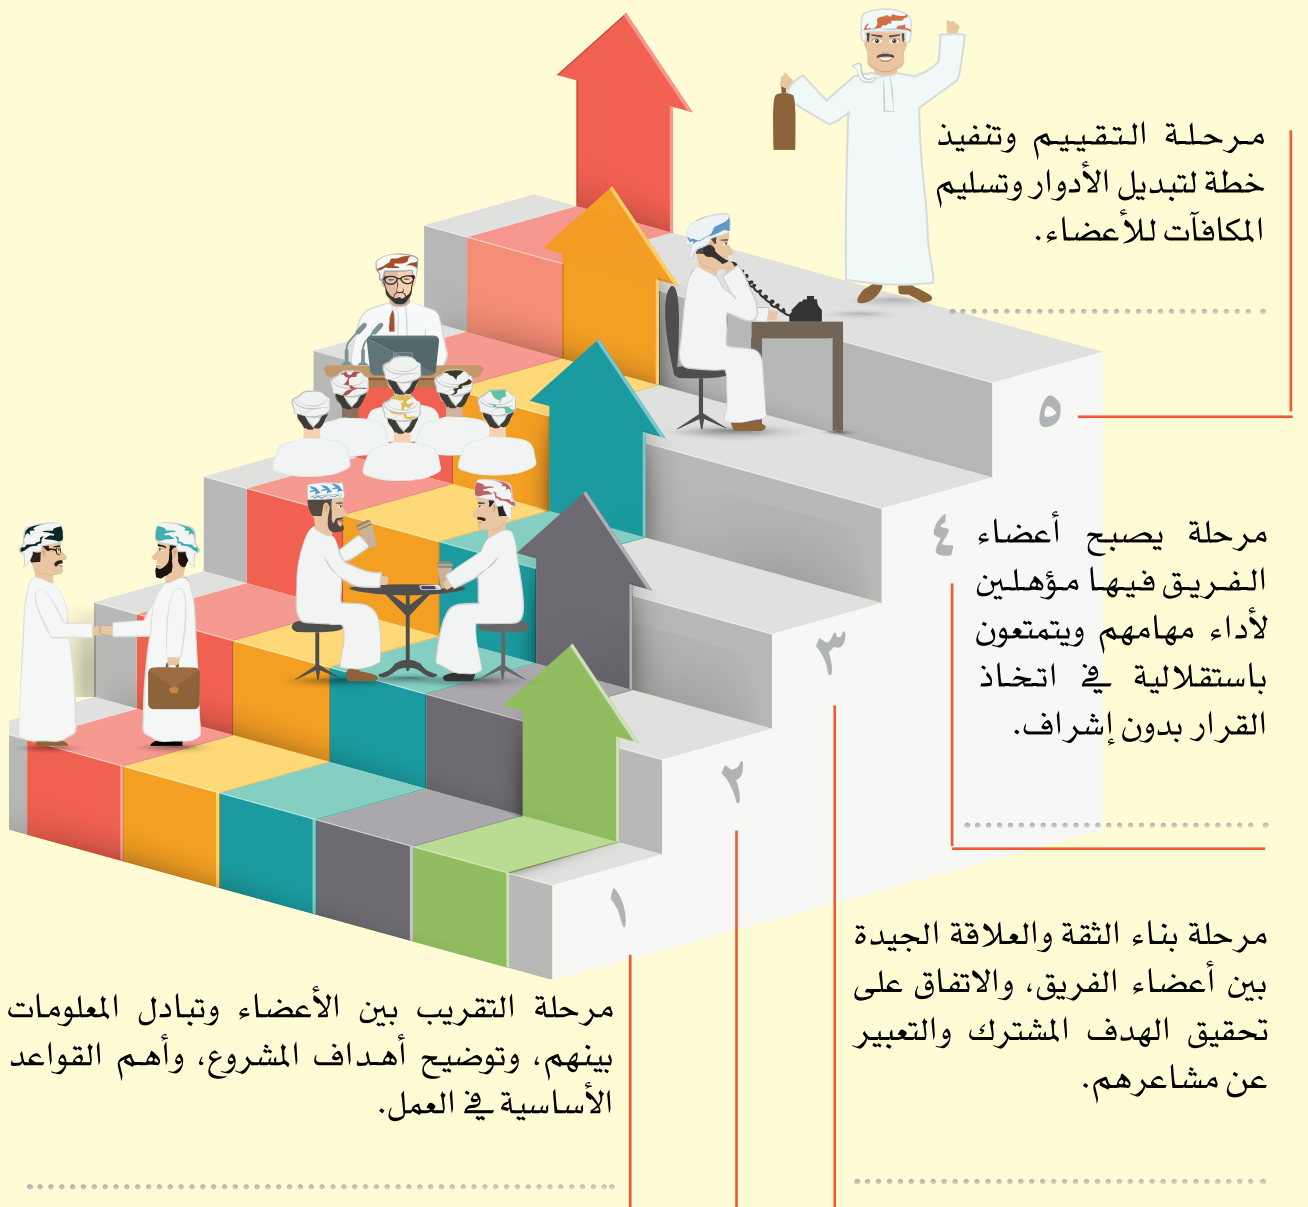 مرحلة التقييم وتنفيذ
خطة لتبديل الأدوار وتسليم
المكافآت للأعضاء.
٥
٤
مرحلة يصبح أعضاء
الفريق فيها مؤهلين
لأداء مهامهم ويتمتعون
باستقلالية في اتخاذ
القرار بدون إشراف.
٣
٢
١
مرحلة بناء الثقة والعلاقة الجيدة
بين أعضاء الفريق، والاتفاق على
تحقيق الهدف المشترك والتعبير
عن مشاعرهم.
مرحلة التقريب بين الأعضاء وتبادل المعلومات
بينهم، وتوضيح أهداف المشروع، وأهم القواعد
الأساسية في العمل.